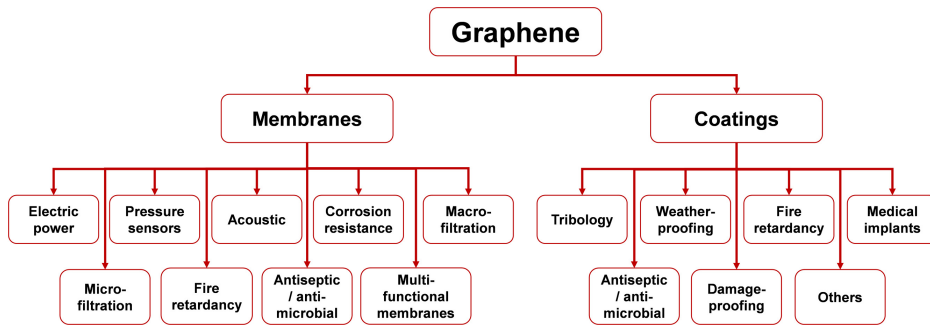 Graphene
Membranes
Coatings
Electric
power
Pressure
sensors
Acoustic
Corrosion
resistance
Macro-
filtration
Tribology
Weather-
proofing
Fire
retardancy
Medical
implants
Micro-
filtration
Fire
retardancy
Antiseptic
/ anti-
microbial
Multi-
functional
membranes
Antiseptic
/ anti-
microbial
Damage-
proofing
Others